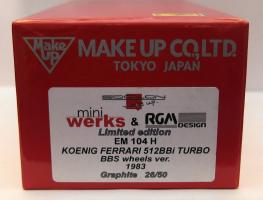 MAKE UP
MAKE UP CO., LTD.
TOKYO JAPAN
mini
werks & RGM
DESIGN
Limited edition
EM 104 H
KOENIG FERRARI 512BBi TURBO
BBS wheels ver.
1983
Graphite 26/50